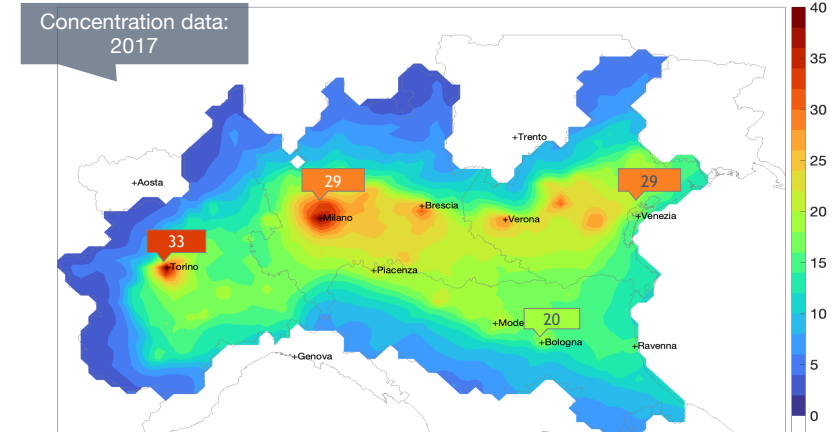 Concentration data:
2017
40
35
30
25
20
15
10
5
0
+Trento
+Aosta
29
29
+Brescia
+Milano
+Verona
+Venezia
33
+Torino
+Piacenza
+Mode
20
+Bologna
+Ravenna
+Genova